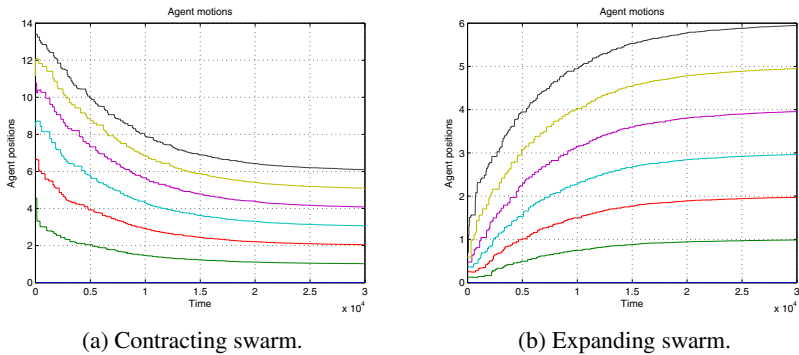 Agent motions
14
12
10
8
6
4
2
0
Agent positions
0 0.5 1 1.5 2 2.5 3
Time
x 10^4
(a) Contracting swarm.
Agent motions
6
5
4
3
2
1
0
Agent positions
0 0.5 1 1.5 2 2.5 3
Time
x 10^4
(b) Expanding swarm.